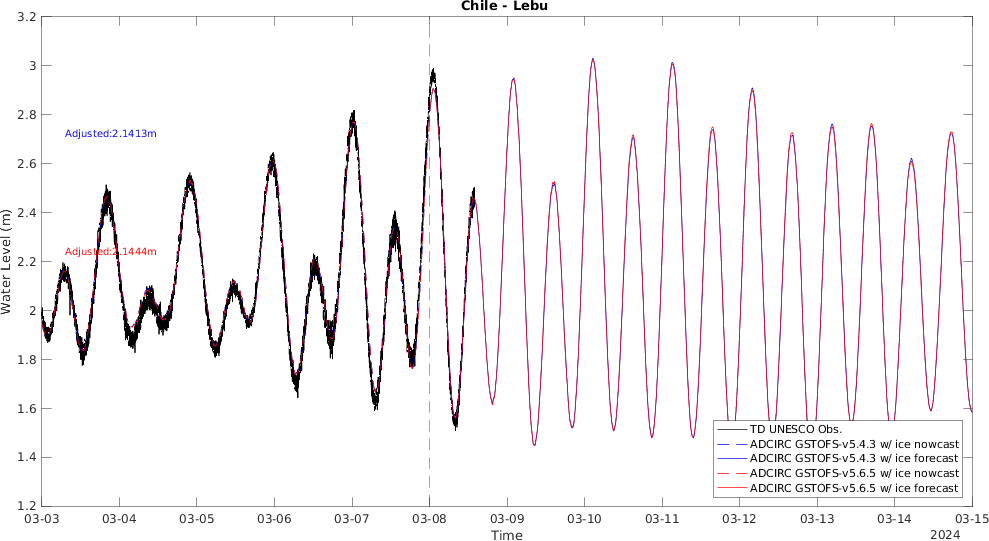 Chile - Lebu
3.2
3
2.8
2.6
2.4
2.2
2
1.8
1.6
1.4
1.2
Water Level (m)
Adjusted:2.1413m
Adjusted:2.1444m
TD UNESCO Obs.
ADCIRC GSTOFS-v5.4.3 w/ ice nowcast
ADCIRC GSTOFS-v5.4.3 w/ ice forecast
ADCIRC GSTOFS-v5.6.5 w/ ice nowcast
ADCIRC GSTOFS-v5.6.5 w/ ice forecast
03-03 03-04 03-05 03-06 03-07 03-08 03-09 03-10 03-11 03-12 03-13 03-14 03-15
Time
2024